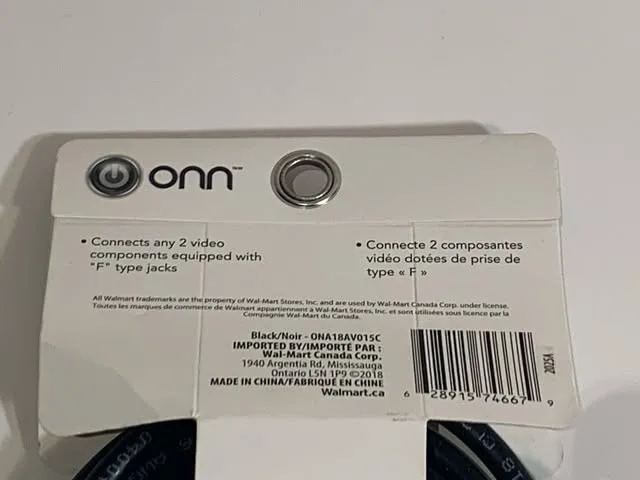 onn™
• Connects any 2 video
components equipped with
"F" type jacks
• Connecte 2 composantes
vidéo dotées de prise de
type « F »
All Walmart trademarks are the property of Wal-Mart Stores, Inc. and are used by Wal-Mart Canada Corp. under license.
Toutes les marques de commerce de Walmart appartiennent à Wal-Mart Stores, Inc. et sont utilisées sous licence par la
Compagnie Wal-Mart du Canada.
Black/Noir - ONA18AV015C
IMPORTED BY/IMPORTÉ PAR :
Wal-Mart Canada Corp.
1940 Argentia Rd, Mississauga
Ontario L5N 1P9 ©2018
MADE IN CHINA/FABRIQUÉ EN CHINE
Walmart.ca
6 28915 74667 9